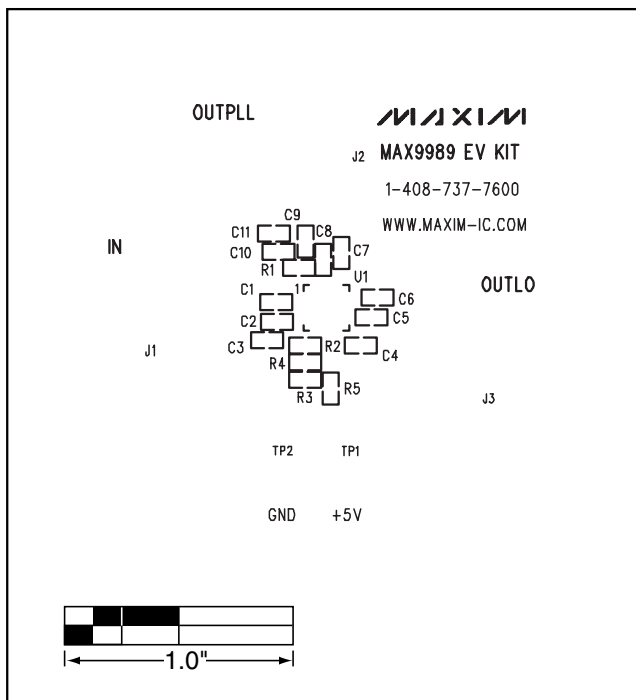 OUTPLL
MAXIM
J2 MAX9989 EV KIT
1-408-737-7600
WWW.MAXIM-IC.COM
C9
C11
C8
IN
C10
C7
R1
U1
OUTLO
C1
1
C6
C2
C5
C3
R2
C4
J1
R4
R3
R5
J3
TP2
TP1
GND
+5V
1.0"